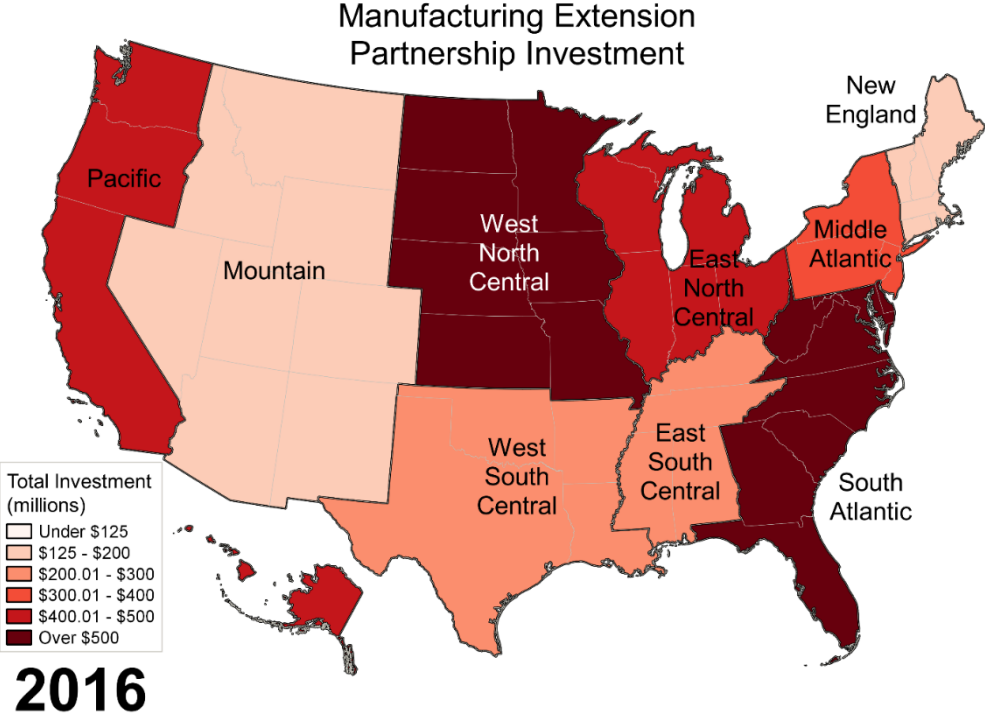 Manufacturing Extension
Partnership Investment
New
England
Pacific
Mountain
West
North
Central
East
North
Central
Middle
Atlantic
West
South
Central
East
South
Central
South
Atlantic
Total Investment
(millions)
Under $125
$125 - $200
$200.01 - $300
$300.01 - $400
$400.01 - $500
Over $500
2016